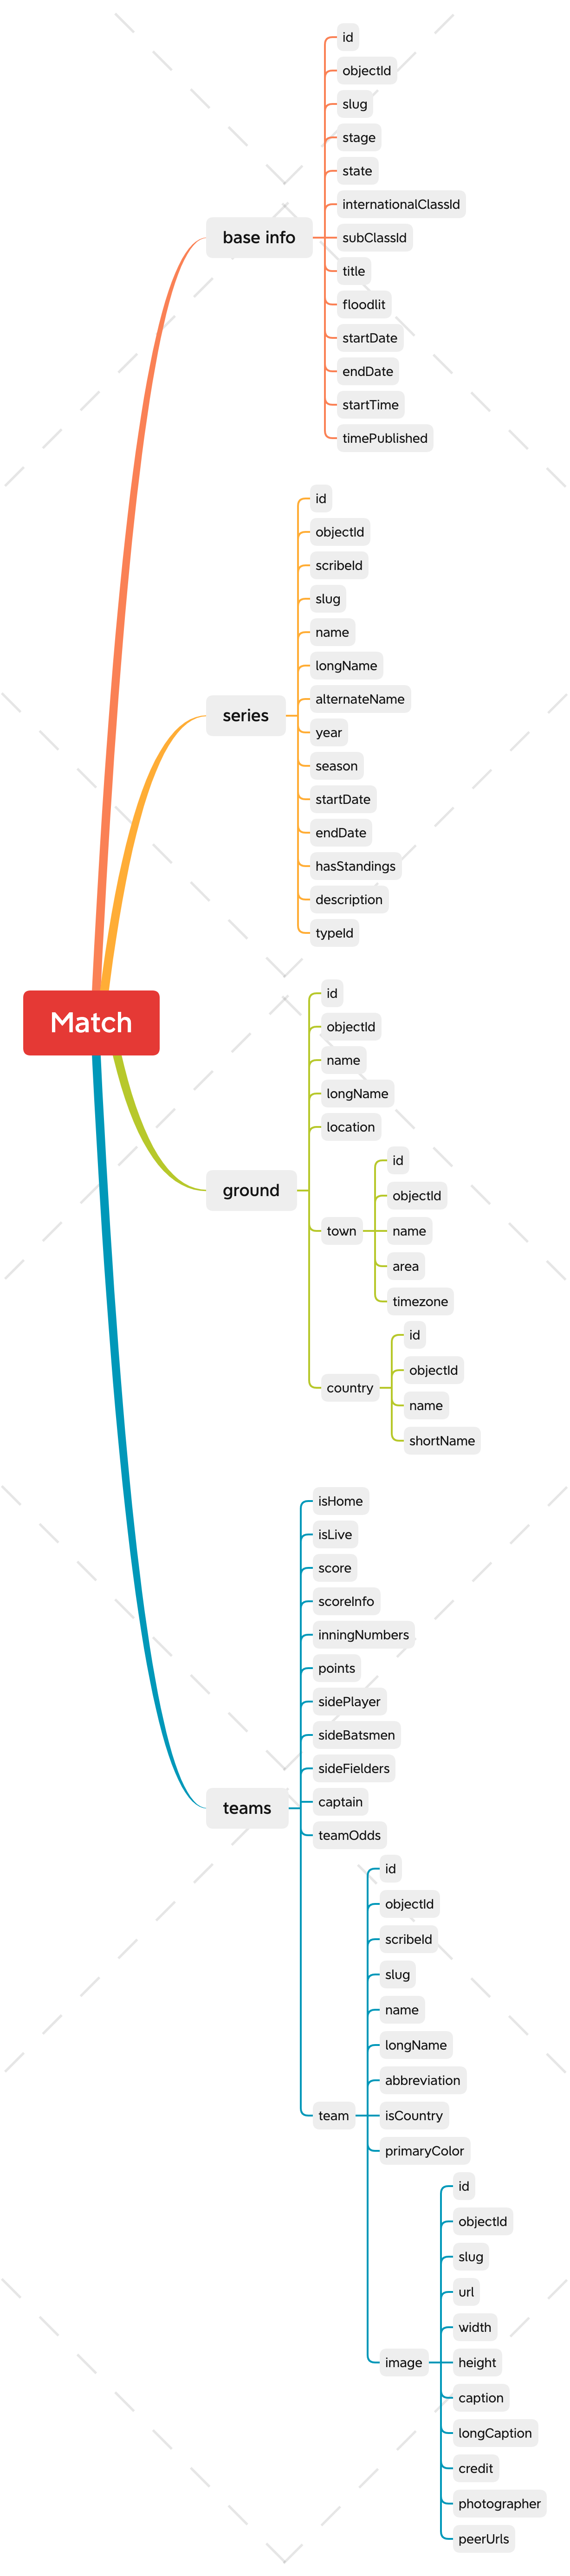 id
objectId
slug
stage
state
internationalClassId
base info
subClassId
title
floodlit
startDate
endDate
startTime
timePublished
id
objectId
scribeId
slug
name
longName
alternateName
series
year
season
startDate
endDate
hasStandings
description
typeId
Match
id
objectId
name
longName
location
ground
town
id
objectId
name
area
timezone
country
id
objectId
name
shortName
isHome
isLive
score
scoreInfo
inningNumbers
points
sidePlayer
sideBatsmen
sideFielders
captain
teams
teamOdds
team
id
objectId
scribeId
slug
name
longName
abbreviation
isCountry
primaryColor
image
id
objectId
slug
url
width
height
caption
longCaption
credit
photographer
peerUrls